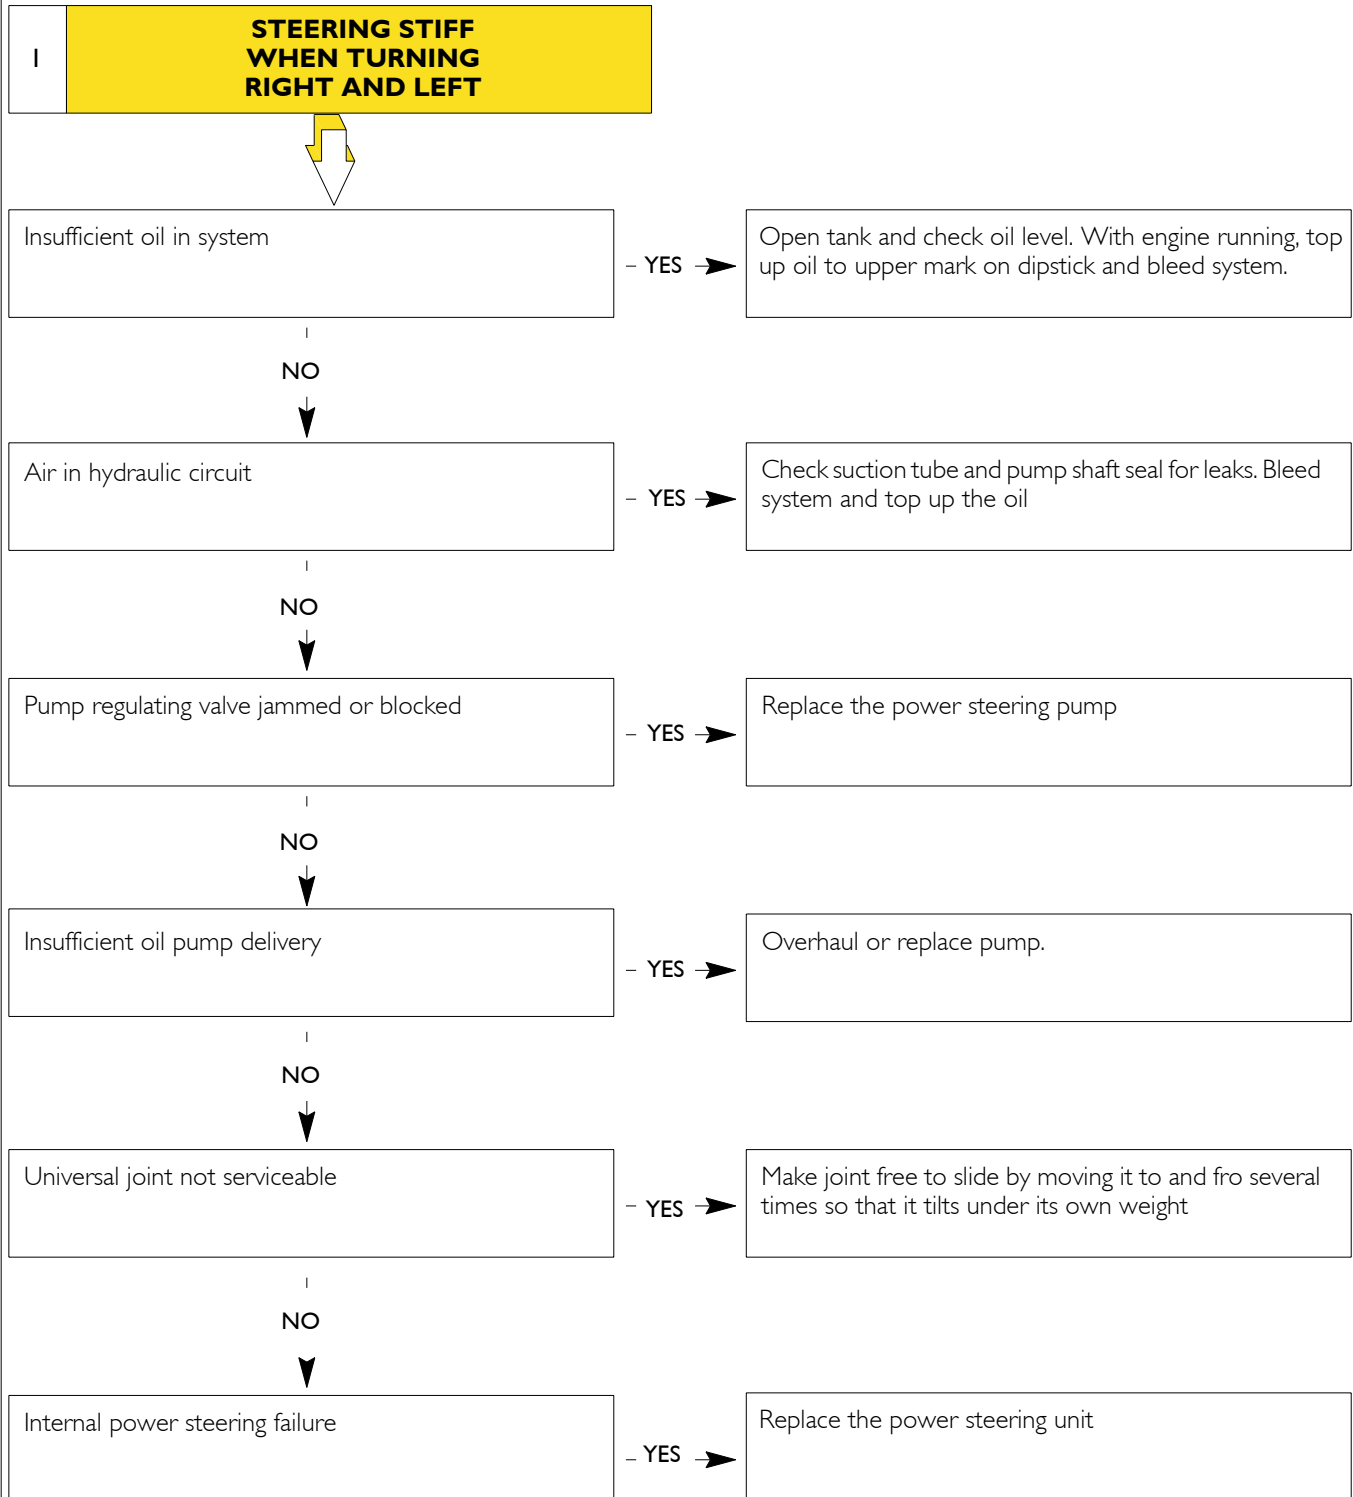 1
STEERING STIFF
WHEN TURNING
RIGHT AND LEFT
Insufficient oil in system
YES
Open tank and check oil level. With engine running, top
up oil to upper mark on dipstick and bleed system.
NO
Air in hydraulic circuit
YES
Check suction tube and pump shaft seal for leaks. Bleed
system and top up the oil
NO
Pump regulating valve jammed or blocked
YES
Replace the power steering pump
NO
Insufficient oil pump delivery
YES
Overhaul or replace pump.
NO
Universal joint not serviceable
YES
Make joint free to slide by moving it to and fro several
times so that it tilts under its own weight
NO
Internal power steering failure
YES
Replace the power steering unit